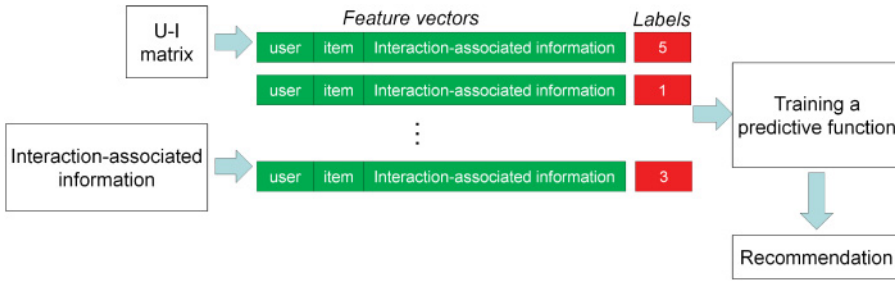 Feature vectors
Labels
U-I
matrix
user item Interaction-associated information 5
user item Interaction-associated information 1
⋮
Interaction-associated
information
user item Interaction-associated information 3
Training a
predictive function
Recommendation